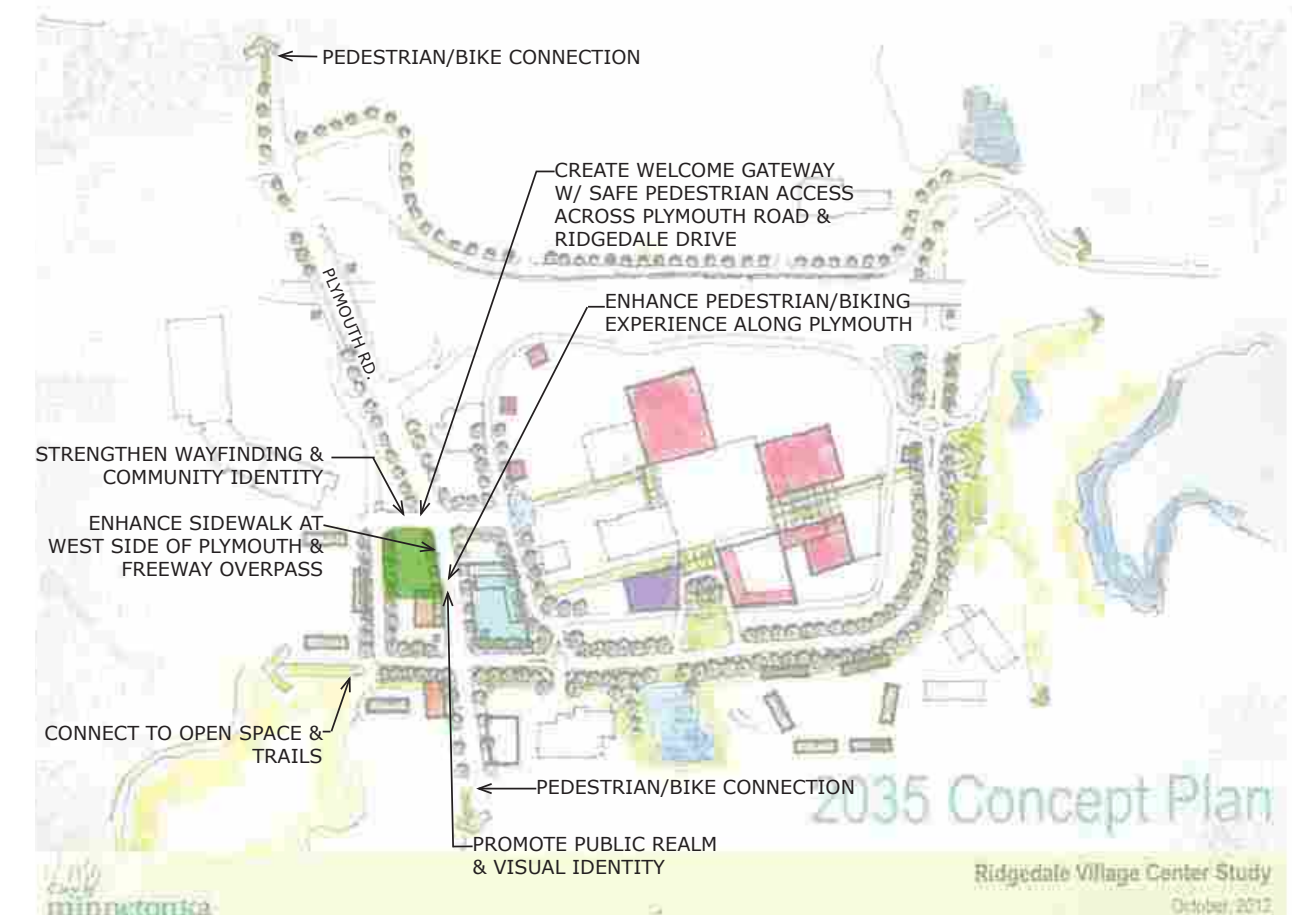 PEDESTRIAN/BIKE CONNECTION
CREATE WELCOME GATEWAY
W/ SAFE PEDESTRIAN ACCESS
ACROSS PLYMOUTH ROAD &
RIDGEDALE DRIVE
PLYMOUTH RD.
ENHANCE PEDESTRIAN/BIKING
EXPERIENCE ALONG PLYMOUTH
STRENGTHEN WAYFINDING &
COMMUNITY IDENTITY
ENHANCE SIDEWALK AT
WEST SIDE OF PLYMOUTH &
FREEWAY OVERPASS
CONNECT TO OPEN SPACE &
TRAILS
PEDESTRIAN/BIKE CONNECTION
2035 Concept Plan
PROMOTE PUBLIC REALM
& VISUAL IDENTITY
Ridgedale Village Center Study
October, 2012
minnetonka